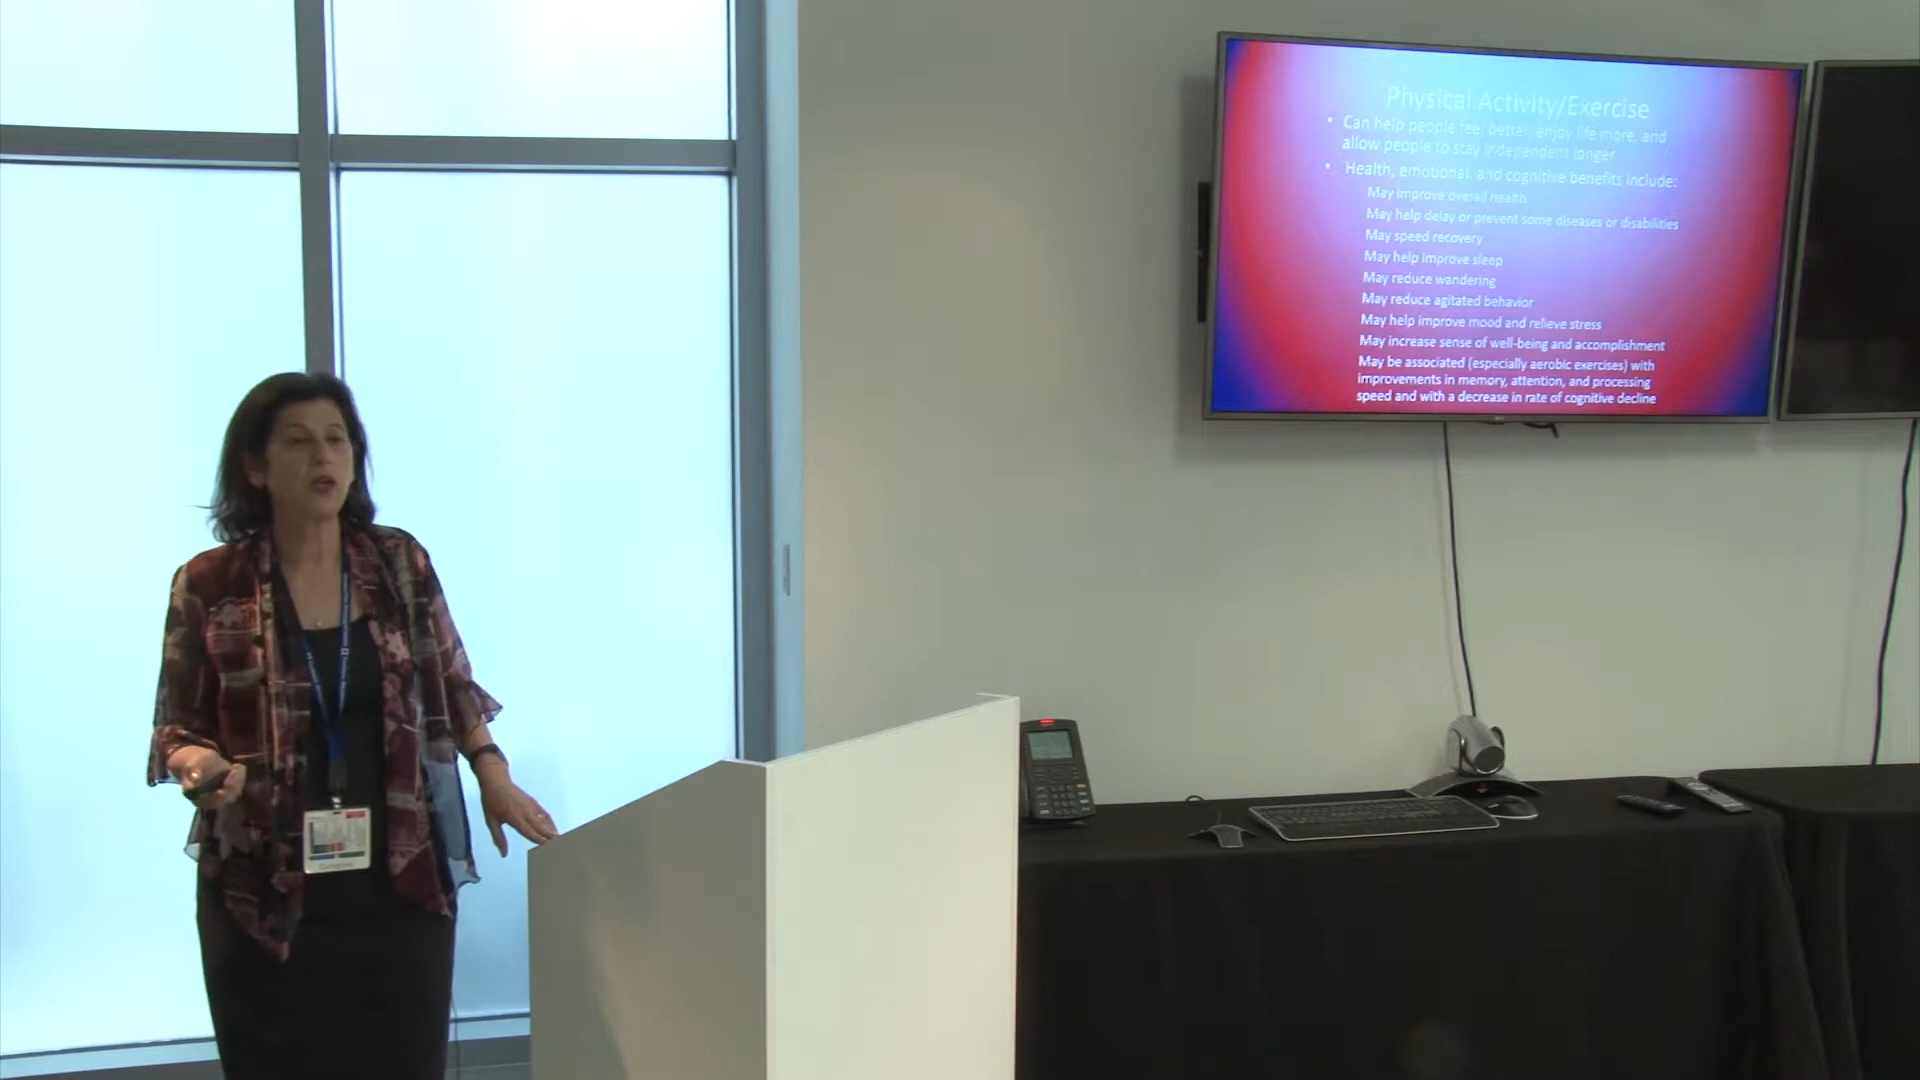 Physical Activity/Exercise
• Can help people feel better, enjoy life more, and
allow people to stay independent longer
• Health, emotional, and cognitive benefits include:
May improve overall health
May help delay or prevent some diseases or disabilities
May speed recovery
May help improve sleep
May reduce wandering
May reduce agitated behavior
May help improve mood and relieve stress
May increase sense of well-being and accomplishment
May be associated (especially aerobic exercises) with
improvements in memory, attention, and processing
speed and with a decrease in rate of cognitive decline